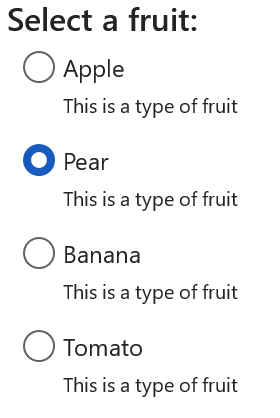 Select a fruit:
Apple
This is a type of fruit
Pear
This is a type of fruit
Banana
This is a type of fruit
Tomato
This is a type of fruit